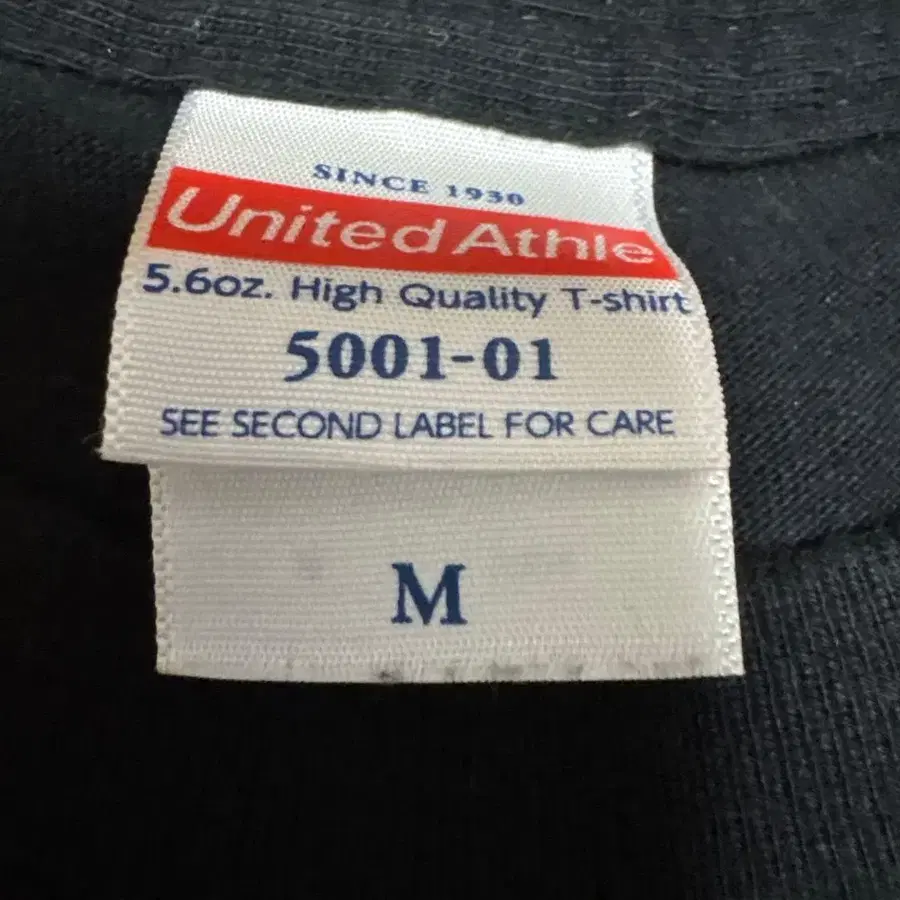 SINCE 1930
United Athle
5.6oz. High Quality T-shirt
5001-01
SEE SECOND LABEL FOR CARE
M